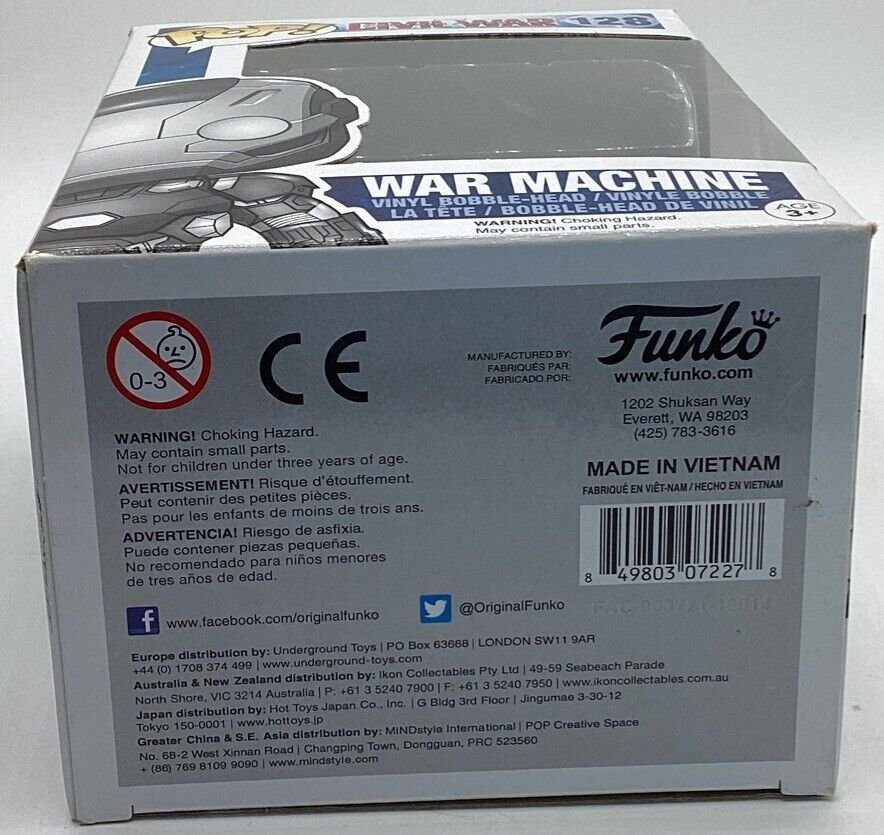 POP!
CIVIL WAR 128
WAR MACHINE
VINYL BOBBLE-HEAD / VINYLE BOBBLE
LA TÊTE / BOBBLE-HEAD DE VINIL
WARNING! Choking Hazard.
May contain small parts.
AGE
3+
0-3
CE
MANUFACTURED BY:
FABRIQUÉS PAR:
FABRICADO POR:
Funko
www.funko.com
1202 Shuksan Way
Everett, WA 98203
(425) 783-3616
WARNING! Choking Hazard.
May contain small parts.
Not for children under three years of age.
AVERTISSEMENT! Risque d'étouffement.
Peut contenir des petites pièces.
Pas pour les enfants de moins de trois ans.
ADVERTENCIA! Riesgo de asfixia.
Puede contener piezas pequeñas.
No recomendado para niños menores
de tres años de edad.
MADE IN VIETNAM
FABRIQUÉ EN VIÊT-NAM / HECHO EN VIETNAM
8 49803 07227 8
f www.facebook.com/originalfunko
@OriginalFunko
Europe distribution by: Underground Toys | PO Box 63668 | LONDON SW11 9AR
+44 (0) 1708 374 499 | www.underground-toys.com
Australia & New Zealand distribution by: Ikon Collectables Pty Ltd | 49-59 Seabeach Parade
North Shore, VIC 3214 Australia | P: +61 3 5240 7900 | F: +61 3 5240 7950 | www.ikoncollectables.com.au
Japan distribution by: Hot Toys Japan Co., Inc. | G Bldg 3rd Floor | Jingumae 3-30-12
Tokyo 150-0001 | www.hottoys.jp
Greater China & S.E. Asia distribution by: MINDstyle International | POP Creative Space
No. 68-2 West Xinnan Road | Changping Town, Dongguan, PRC 523560
+ (86) 769 8109 9090 | www.mindstyle.com